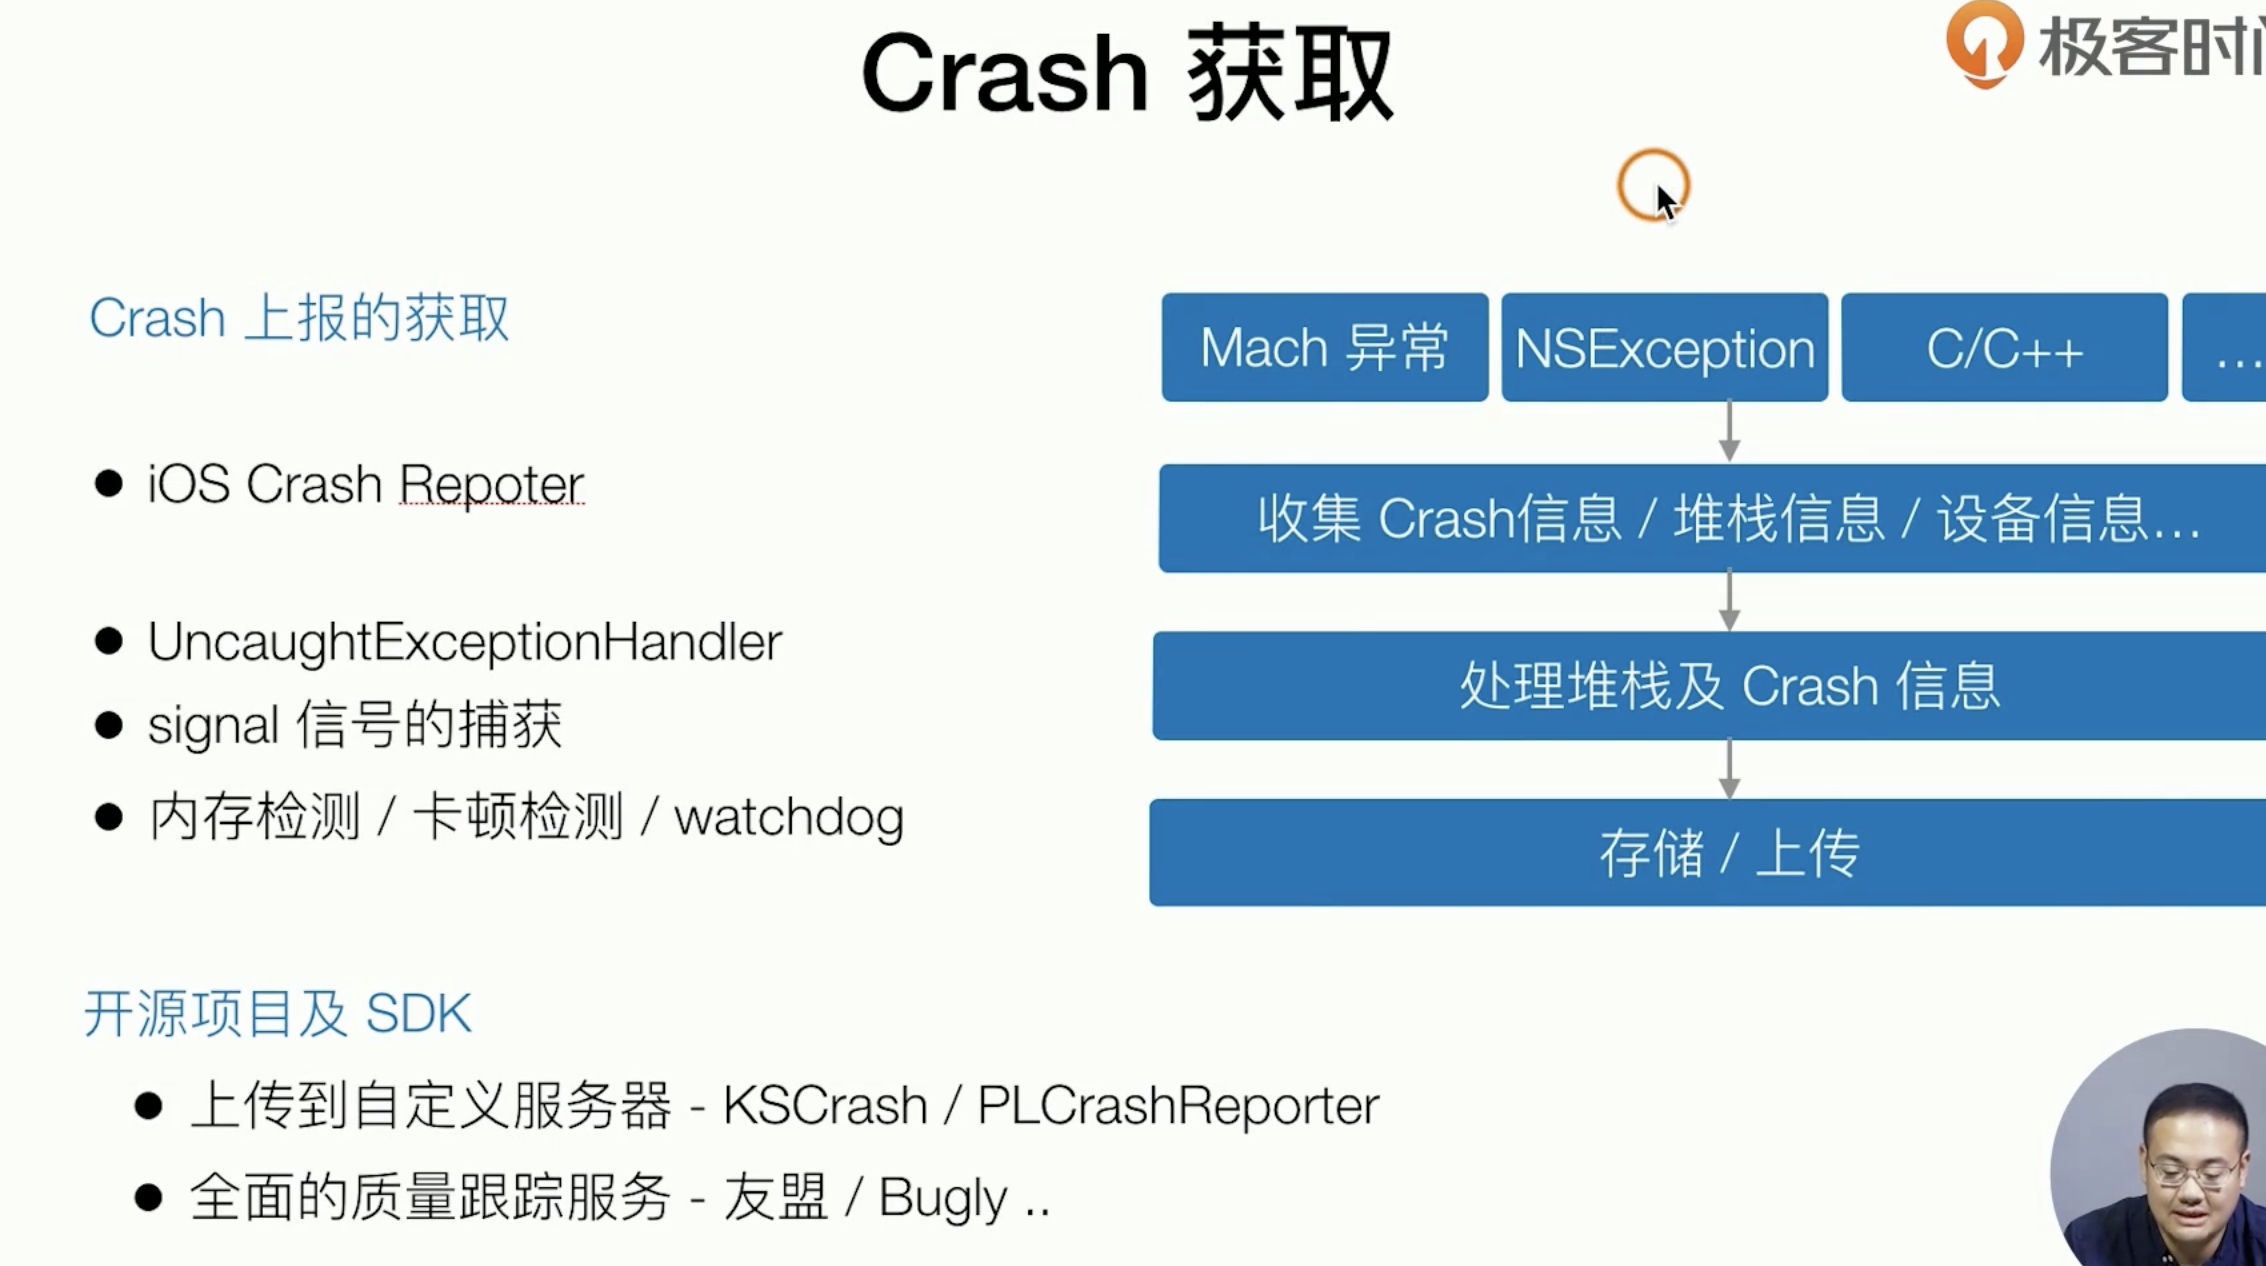 Crash 获取
极客时间
Crash 上报的获取
● iOS Crash Repoter
● UncaughtExceptionHandler
● signal 信号的捕获
● 内存检测 / 卡顿检测 / watchdog
Mach 异常
NSException
C/C++
...
收集 Crash信息 / 堆栈信息 / 设备信息...
处理堆栈及 Crash 信息
存储 / 上传
开源项目及 SDK
● 上传到自定义服务器 - KSCrash / PLCrashReporter
● 全面的质量跟踪服务 - 友盟 / Bugly ..